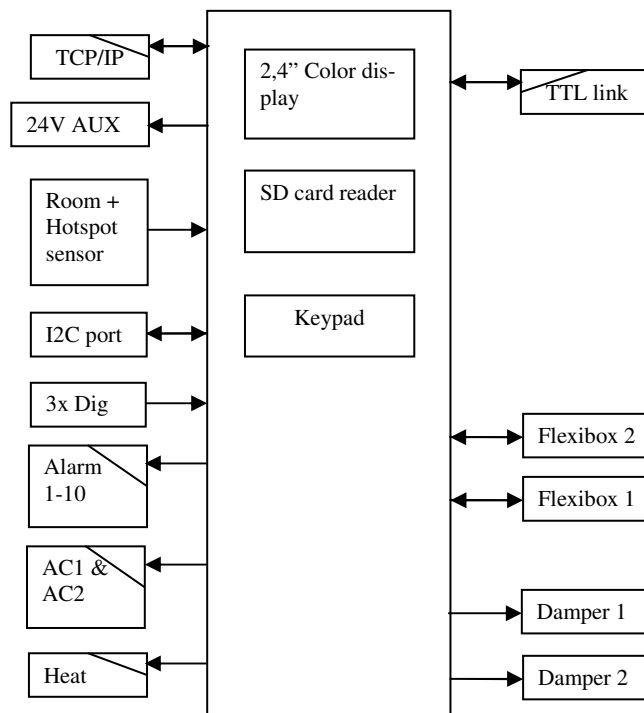 TCP/IP
24V AUX
Room +
Hotspot
sensor
I2C port
3x Dig
Alarm
1-10
AC1 &
AC2
Heat
2,4” Color dis-
play
SD card reader
Keypad
TTL link
Flexibox 2
Flexibox 1
Damper 1
Damper 2